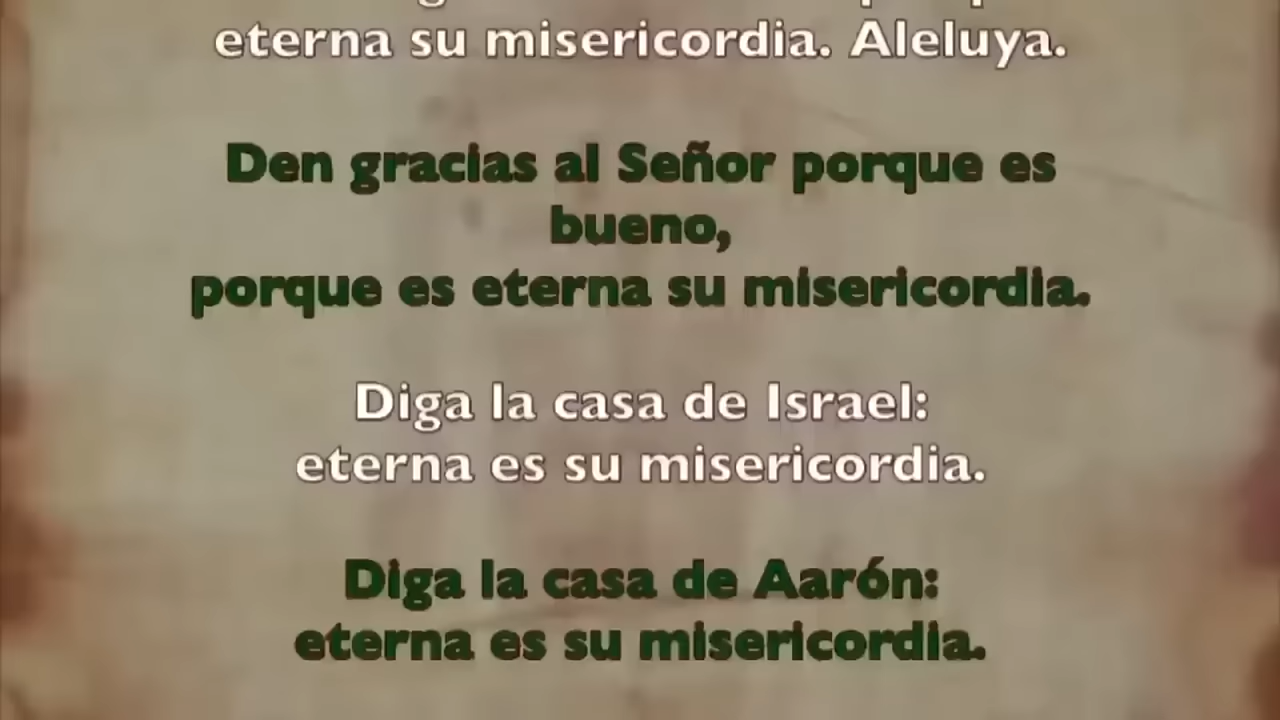 eterna su misericordia. Aleluya.
Den gracias al Señor porque es
bueno,
porque es eterna su misericordia.
Diga la casa de Israel:
eterna es su misericordia.
Diga la casa de Aarón:
eterna es su misericordia.